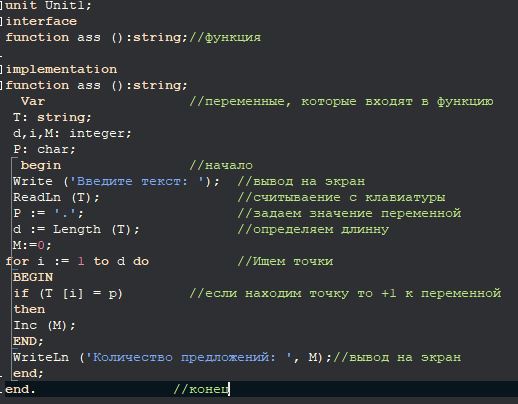 unit Unit1;
interface
function ass ():string;//функция
implementation
function ass ():string;
Var //переменные, которые входят в функцию
T: string;
d,i,M: integer;
P: char;
begin //начало
Write ('Введите текст: '); //вывод на экран
ReadLn (T); //считываение с клавиатуры
P := '.'; //задаем значение переменной
d := Length (T); //определяем длинну
M:=0;
for i := 1 to d do //Ищем точки
BEGIN
if (T [i] = p) //если находим точку то +1 к переменной
then
Inc (M);
END;
WriteLn ('Количество предложений: ', M);//вывод на экран
end;
end. //конец